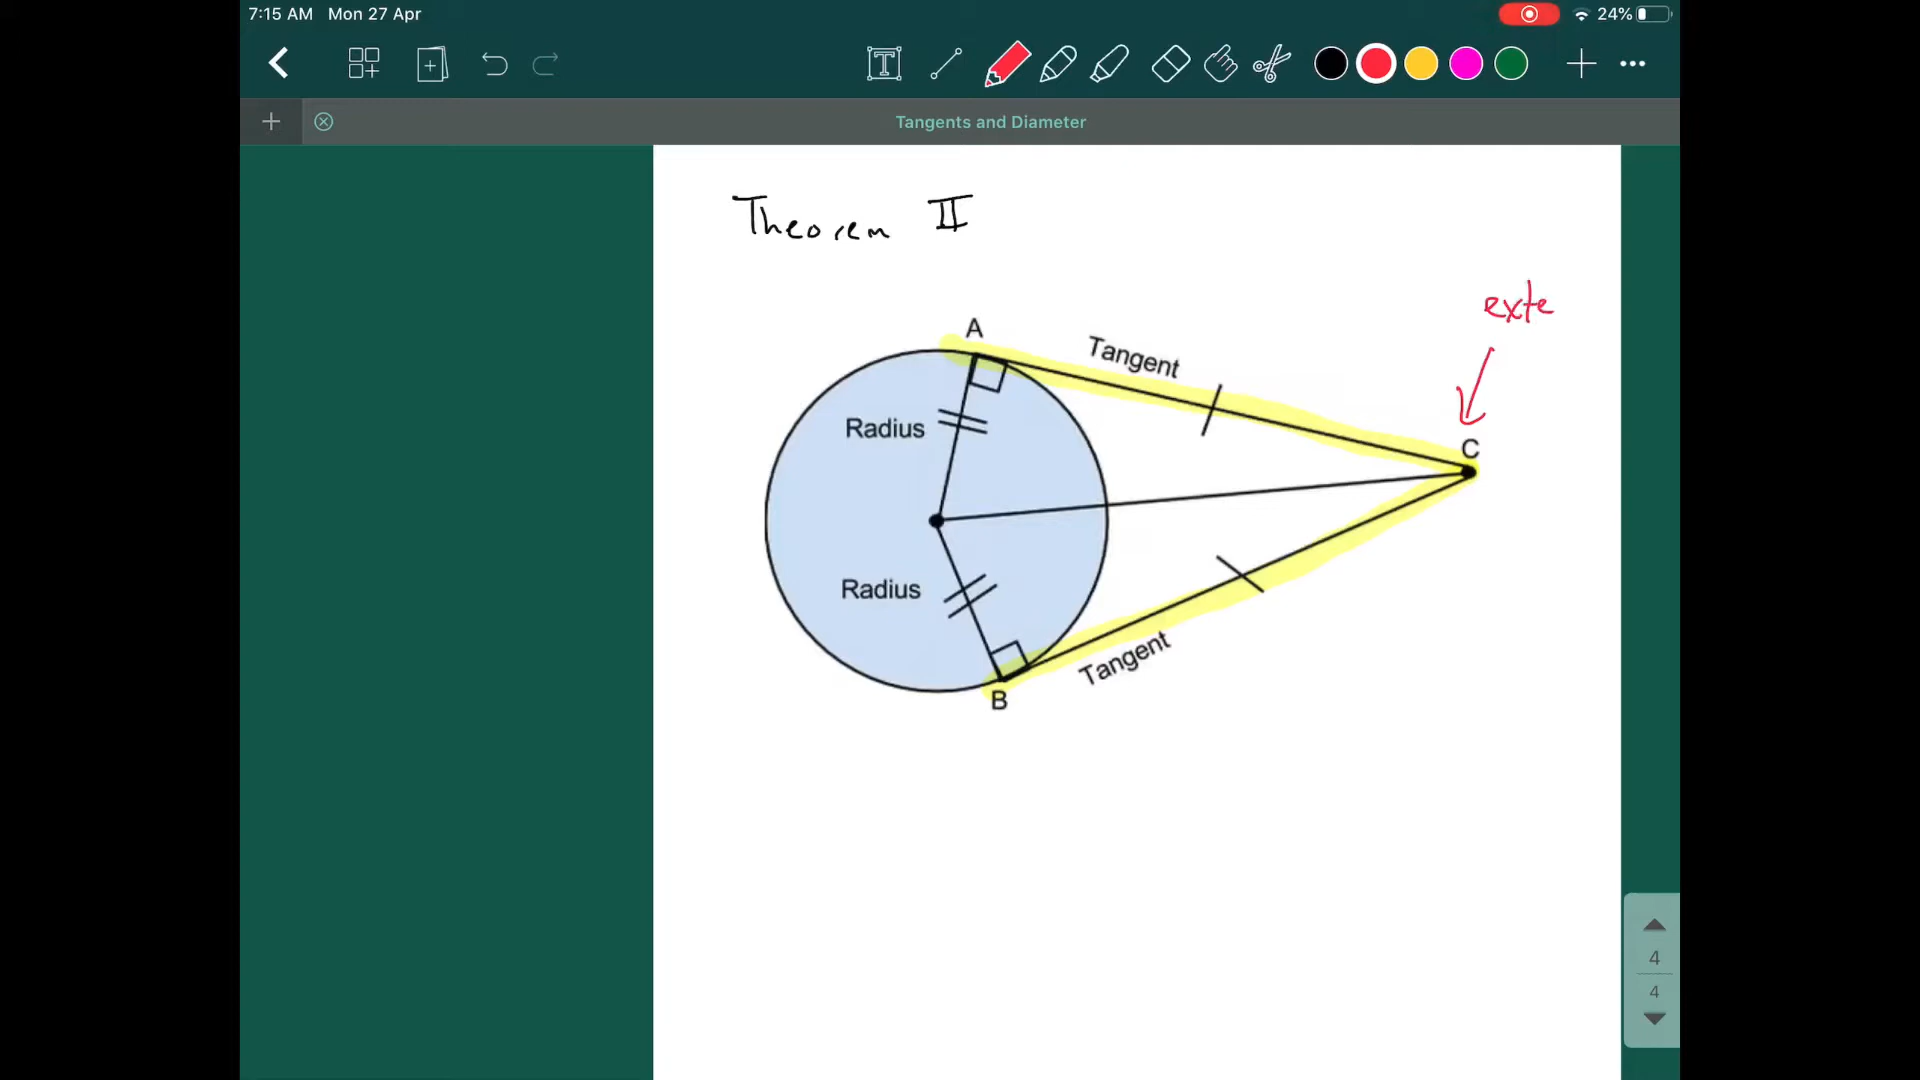 7:15 AM Mon 27 Apr
24%
T
Tangents and Diameter
Theorem II
exte
A
Tangent
Radius
C
Radius
Tangent
B
4
4